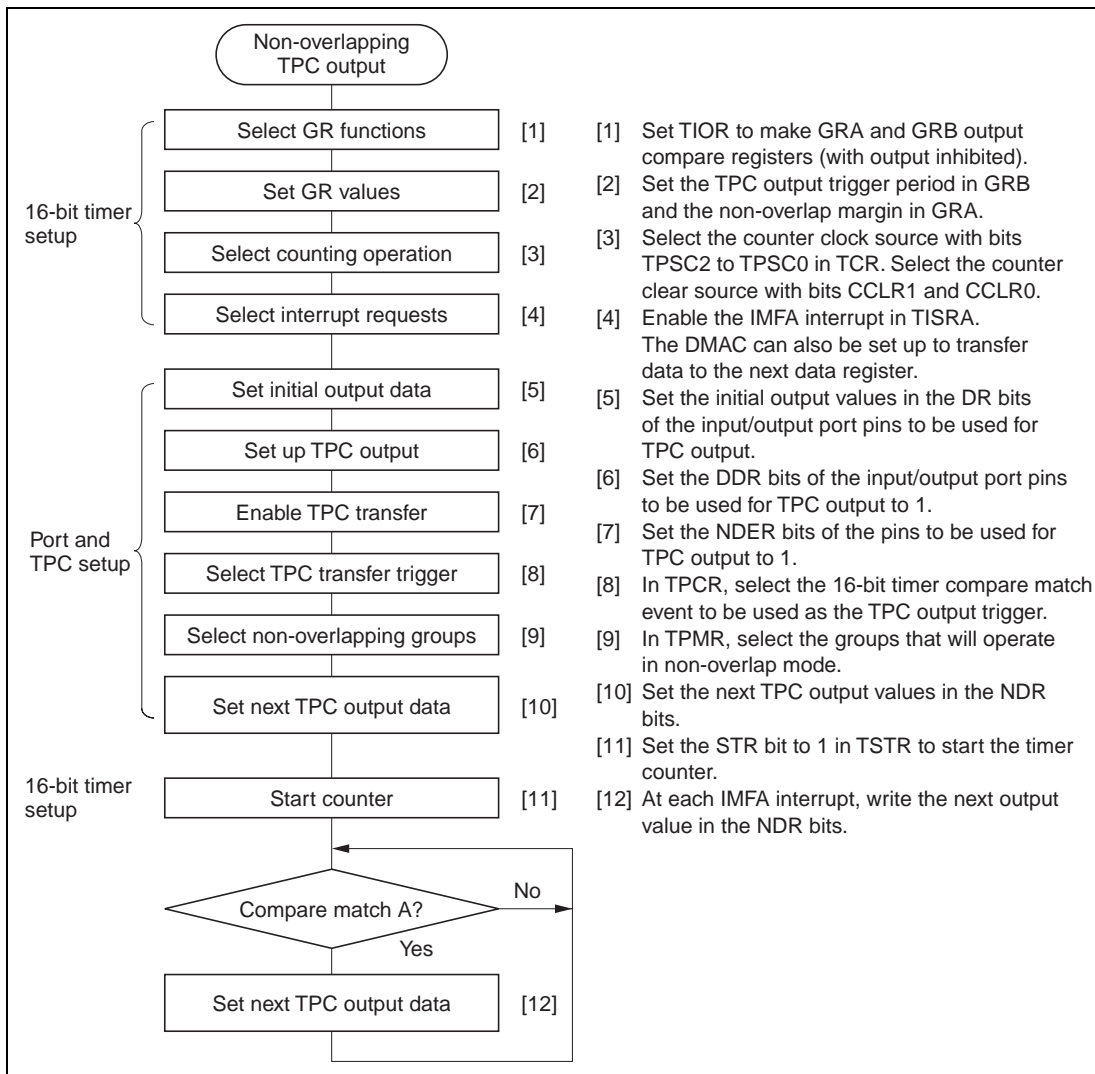 Non-overlapping
TPC output
16-bit timer
setup
Select GR functions [1]
Set GR values [2]
Select counting operation [3]
Select interrupt requests [4]
Port and
TPC setup
Set initial output data [5]
Set up TPC output [6]
Enable TPC transfer [7]
Select TPC transfer trigger [8]
Select non-overlapping groups [9]
Set next TPC output data [10]
16-bit timer
setup
Start counter [11]
Compare match A?
No
Yes
Set next TPC output data [12]
[1] Set TIOR to make GRA and GRB output
compare registers (with output inhibited).
[2] Set the TPC output trigger period in GRB
and the non-overlap margin in GRA.
[3] Select the counter clock source with bits
TPSC2 to TPSC0 in TCR. Select the counter
clear source with bits CCLR1 and CCLR0.
[4] Enable the IMFA interrupt in TISRA.
The DMAC can also be set up to transfer
data to the next data register.
[5] Set the initial output values in the DR bits
of the input/output port pins to be used for
TPC output.
[6] Set the DDR bits of the input/output port pins
to be used for TPC output to 1.
[7] Set the NDER bits of the pins to be used for
TPC output to 1.
[8] In TPCR, select the 16-bit timer compare match
event to be used as the TPC output trigger.
[9] In TPMR, select the groups that will operate
in non-overlap mode.
[10] Set the next TPC output values in the NDR
bits.
[11] Set the STR bit to 1 in TSTR to start the timer
counter.
[12] At each IMFA interrupt, write the next output
value in the NDR bits.